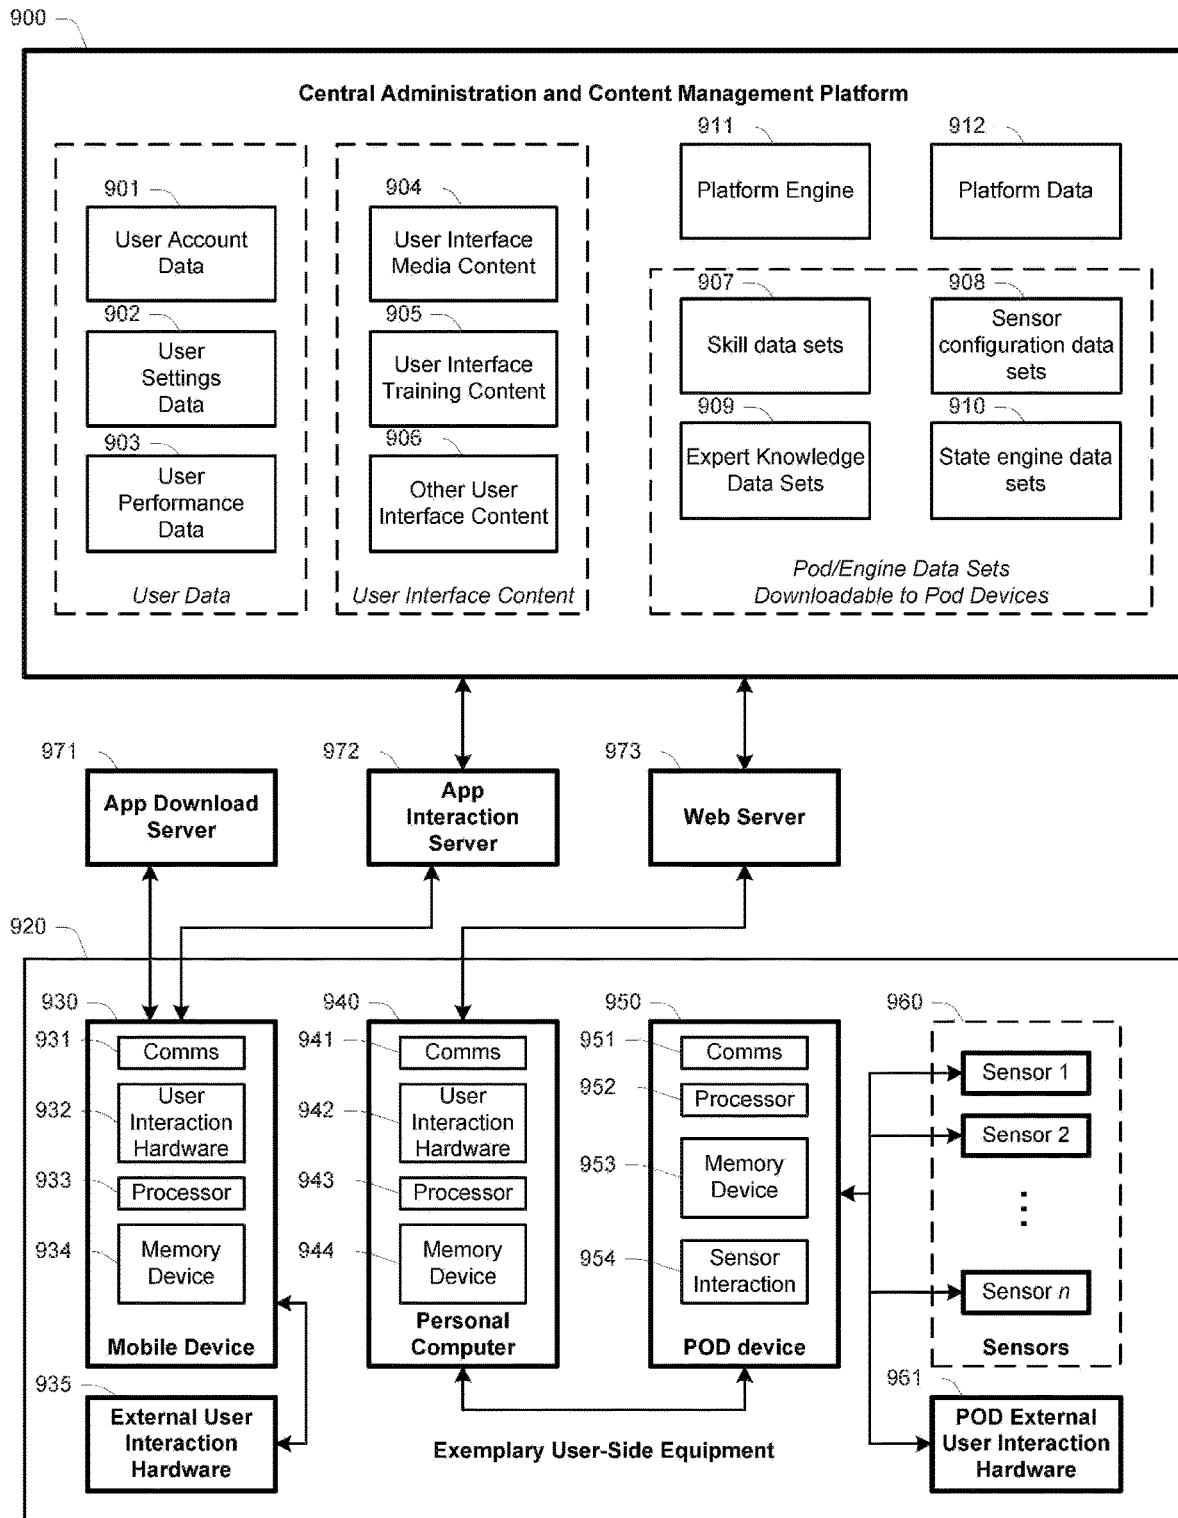 900
Central Administration and Content Management Platform
911
912
Platform Engine
Platform Data
901
User Account
Data
902
User
Settings
Data
903
User
Performance
Data
User Data
904
User Interface
Media Content
905
User Interface
Training Content
906
Other User
Interface Content
User Interface Content
907
Skill data sets
908
Sensor
configuration data
sets
909
Expert Knowledge
Data Sets
910
State engine data
sets
Pod/Engine Data Sets
Downloadable to Pod Devices
971
App Download
Server
972
App
Interaction
Server
973
Web Server
920
930
931
Comms
932
User
Interaction
Hardware
933
Processor
934
Memory
Device
Mobile Device
935
External User
Interaction
Hardware
940
941
Comms
942
User
Interaction
Hardware
943
Processor
944
Memory
Device
Personal
Computer
950
951
Comms
952
Processor
953
Memory
Device
954
Sensor
Interaction
POD device
960
Sensor 1
Sensor 2
Sensor n
Sensors
961
POD External
User Interaction
Hardware
Exemplary User-Side Equipment